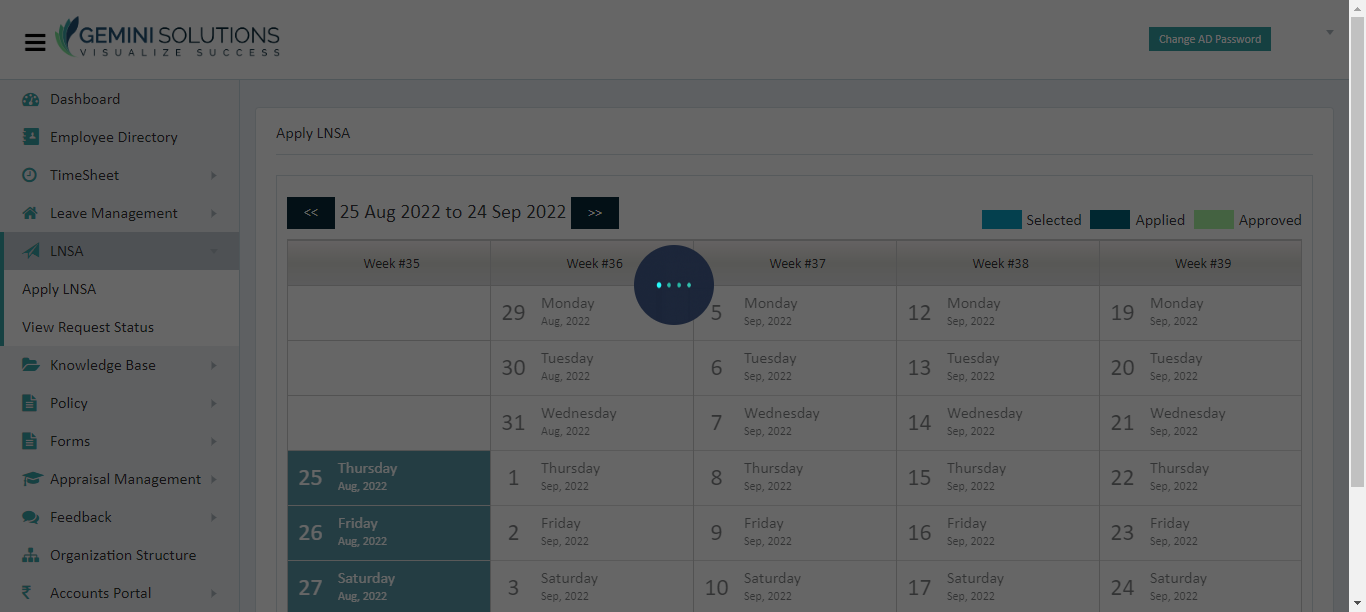 GEMINI SOLUTIONS
VISUALIZE SUCCESS
Change AD Password
Dashboard
Employee Directory
TimeSheet
Leave Management
LNSA
Apply LNSA
View Request Status
Knowledge Base
Policy
Forms
Appraisal Management
Feedback
Organization Structure
₹ Accounts Portal
Apply LNSA
<< 25 Aug 2022 to 24 Sep 2022 >>
Selected Applied Approved
Week #35 Week #36 Week #37 Week #38 Week #39
29 Monday 5 Monday 12 Monday 19 Monday
Aug, 2022 Sep, 2022 Sep, 2022 Sep, 2022
30 Tuesday 6 Tuesday 13 Tuesday 20 Tuesday
Aug, 2022 Sep, 2022 Sep, 2022 Sep, 2022
31 Wednesday 7 Wednesday 14 Wednesday 21 Wednesday
Aug, 2022 Sep, 2022 Sep, 2022 Sep, 2022
25 Thursday 1 Thursday 8 Thursday 15 Thursday 22 Thursday
Aug, 2022 Sep, 2022 Sep, 2022 Sep, 2022 Sep, 2022
26 Friday 2 Friday 9 Friday 16 Friday 23 Friday
Aug, 2022 Sep, 2022 Sep, 2022 Sep, 2022 Sep, 2022
27 Saturday 3 Saturday 10 Saturday 17 Saturday 24 Saturday
Aug, 2022 Sep, 2022 Sep, 2022 Sep, 2022 Sep, 2022